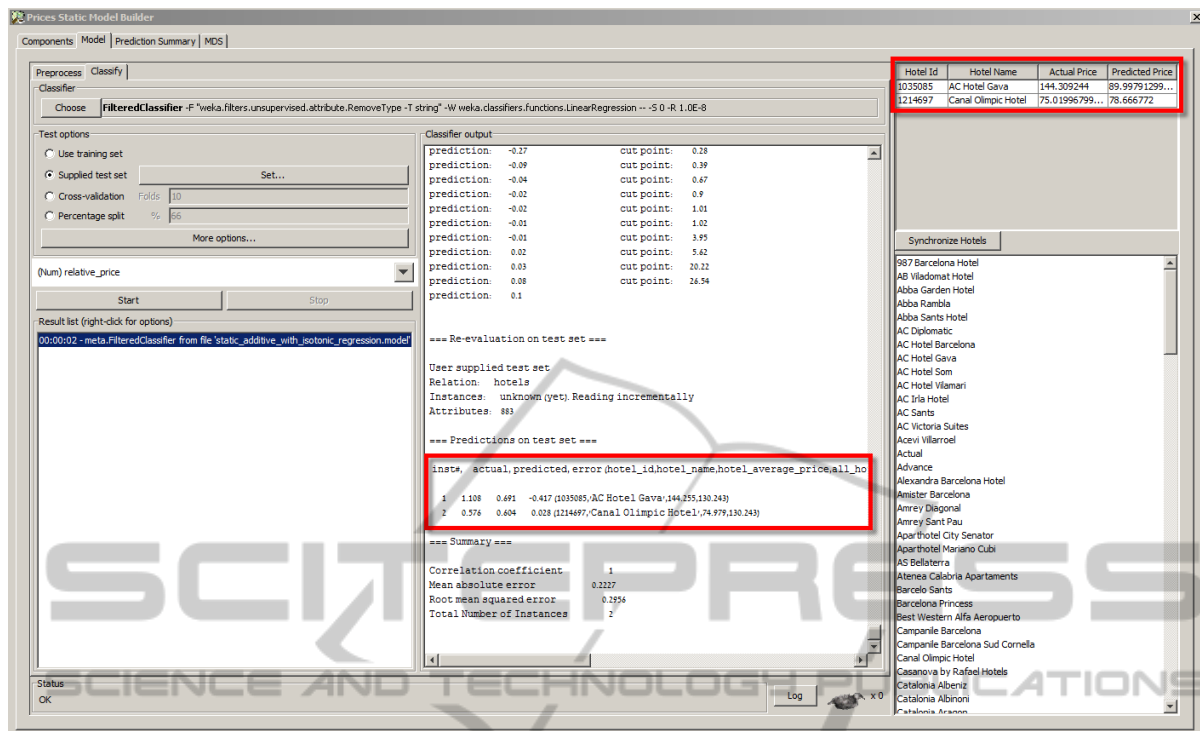 Prices Static Model Builder
Components Model Prediction Summary MDS
Preprocess Classify
Classifier
Choose FilteredClassifier -F "weka.filters.unsupervised.attribute.RemoveType -T string" -W weka.classifiers.functions.LinearRegression -- -S 0 -R 1.0E-8
Test options
Use training set
Supplied test set Set...
Cross-validation Folds 10
Percentage split % 66
More options...
(Num) relative_price
Start Stop
Result list (right-click for options)
00:00:02 - meta.FilteredClassifier from file 'static_additive_with_isotonic_regression.model'
Classifier output
prediction: -0.27 cut point: 0.28
prediction: -0.09 cut point: 0.39
prediction: -0.04 cut point: 0.67
prediction: -0.02 cut point: 0.9
prediction: -0.02 cut point: 1.01
prediction: -0.01 cut point: 1.02
prediction: -0.01 cut point: 3.95
prediction: 0.02 cut point: 5.62
prediction: 0.03 cut point: 20.22
prediction: 0.08 cut point: 26.54
prediction: 0.1
=== Re-evaluation on test set ===
User supplied test set
Relation: hotels
Instances: unknown (yet). Reading incrementally
Attributes: 883
=== Predictions on test set ===
inst#, actual, predicted, error (hotel_id,hotel_name,hotel_average_price,all_ho
1 1.108 0.691 -0.417 (1035085,'AC Hotel Gava',144.255,130.243)
2 0.576 0.604 0.028 (1214697,'Canal Olimpic Hotel',74.979,130.243)
=== Summary ===
Correlation coefficient 1
Mean absolute error 0.2227
Root mean squared error 0.2956
Total Number of Instances 2
Status
OK
Log x 0
Hotel Id Hotel Name Actual Price Predicted Price
1035085 AC Hotel Gava 144.309244 89.99791299...
1214697 Canal Olimpic Hotel 75.01996799... 78.666772
Synchronize Hotels
987 Barcelona Hotel
AB Viladomat Hotel
Abba Garden Hotel
Abba Rambla
Abba Sants Hotel
AC Diplomatic
AC Hotel Barcelona
AC Hotel Gava
AC Hotel Som
AC Hotel Vilamari
AC Irla Hotel
AC Sants
AC Victoria Suites
Acevi Villarroel
Actual
Advance
Alexandra Barcelona Hotel
Amister Barcelona
Amrey Diagonal
Amrey Sant Pau
Aparthotel City Senator
Aparthotel Mariano Cubi
AS Bellaterra
Atenea Calabria Apartaments
Barcelo Sants
Barcelona Princess
Best Western Alfa Aeropuerto
Campanile Barcelona
Campanile Barcelona Sud Cornella
Canal Olimpic Hotel
Casanova by Rafael Hotels
Catalonia Albeniz
Catalonia Albinoni
Catalonia Aragon
SCITEPRESS
SCIENCE AND TECHNOLOGY PUBLICATIONS